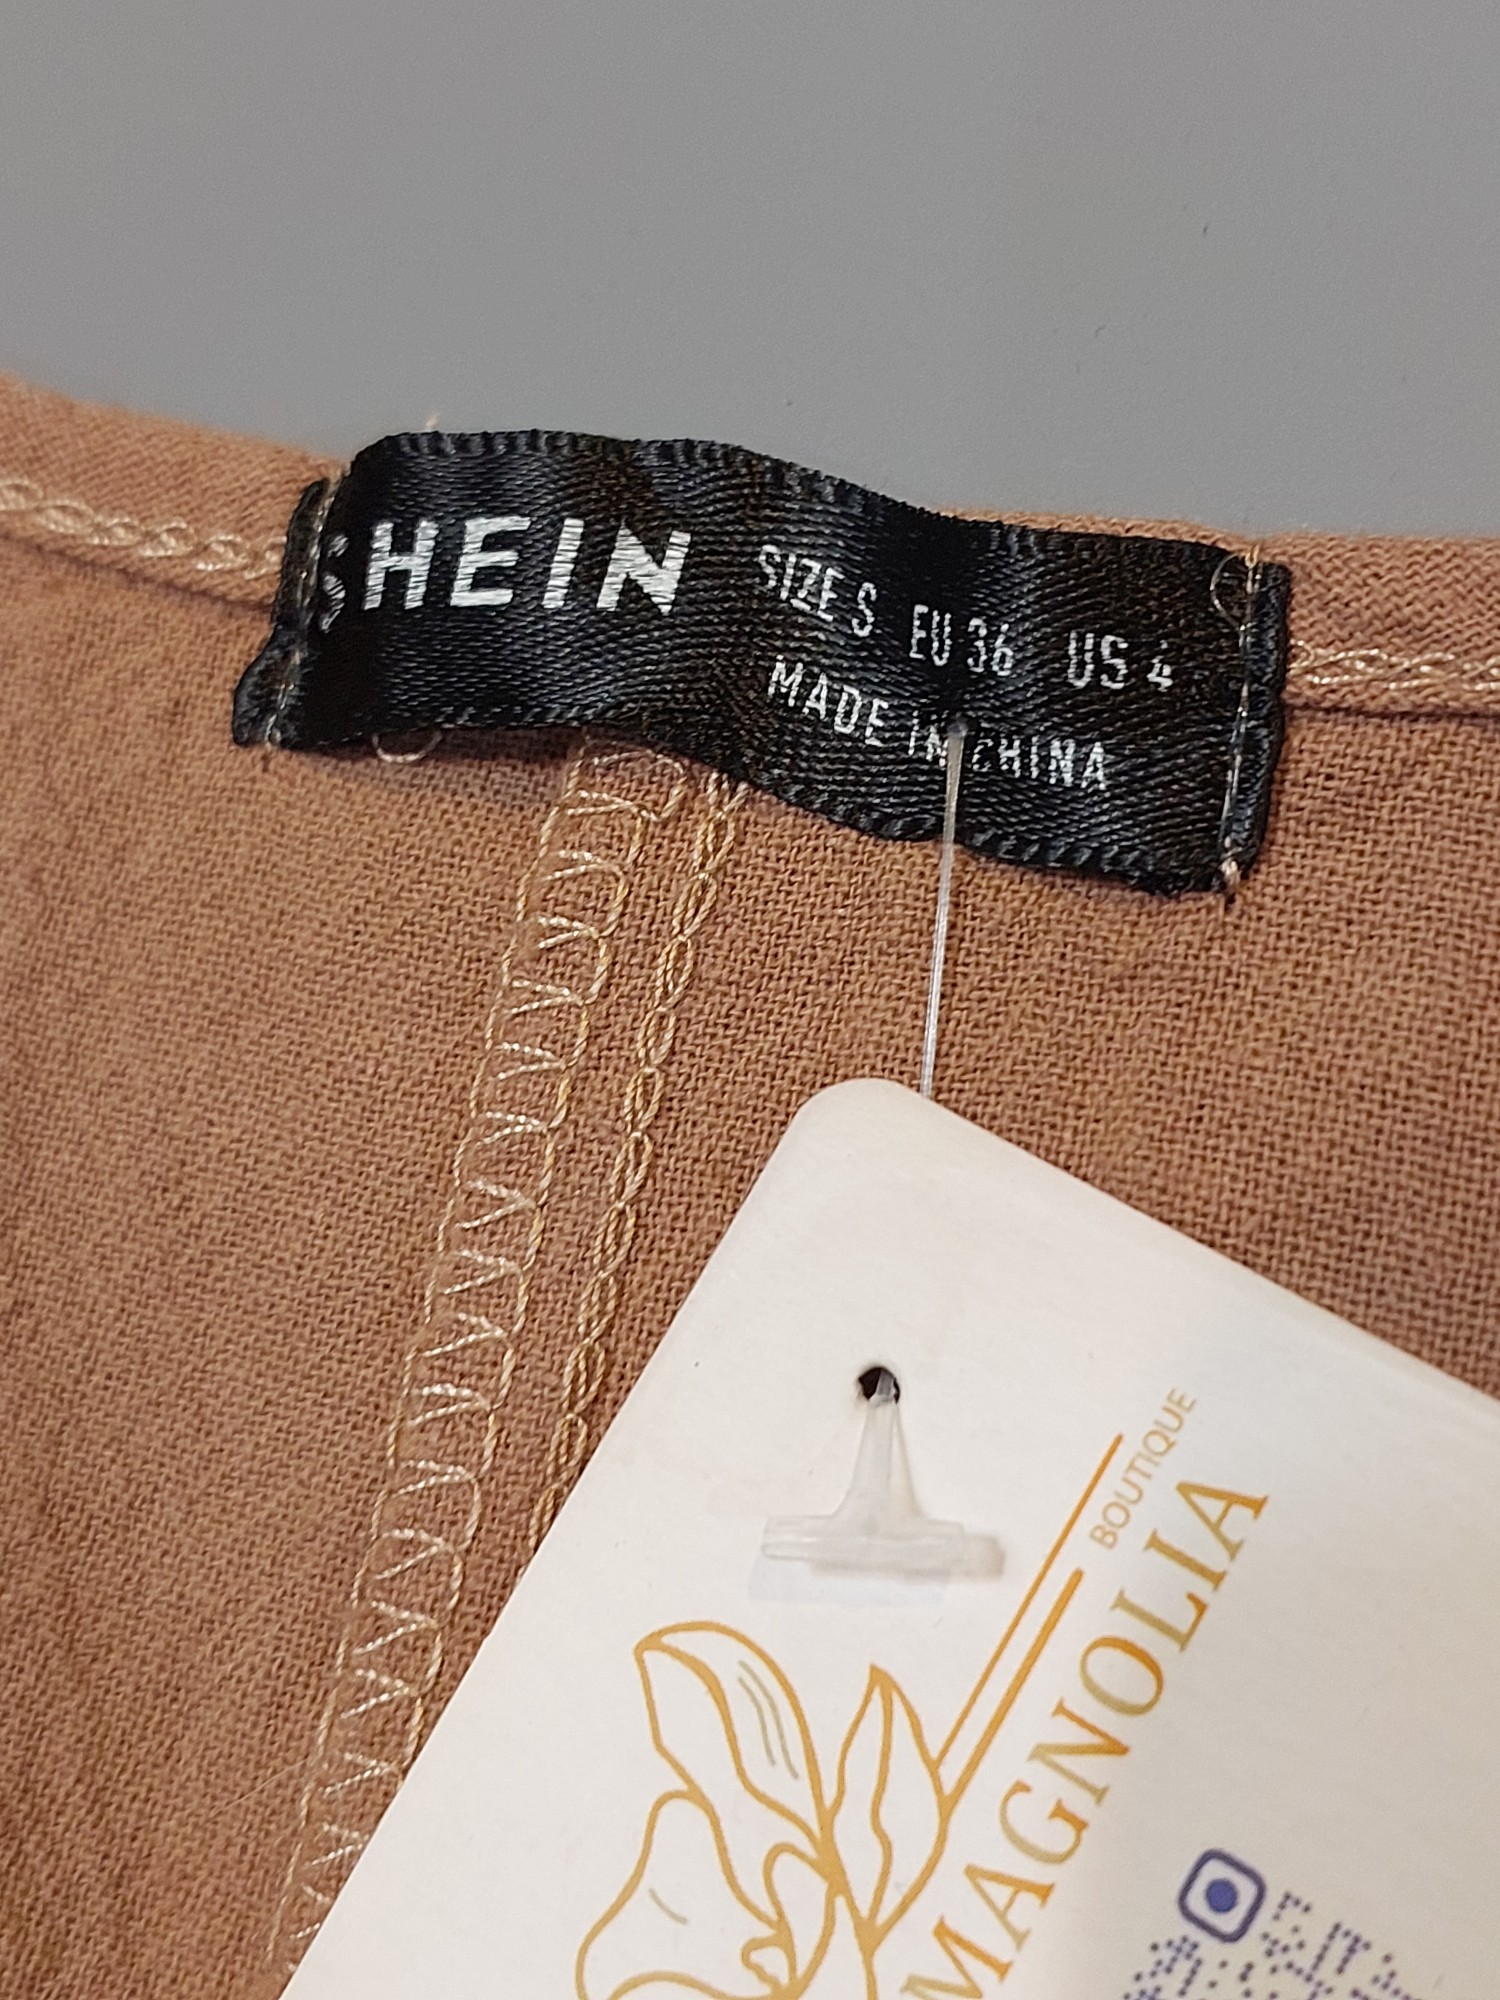 SHEIN
SIZE S EU 36 US 4
MADE IN CHINA
BOUTIQUE
MAGNOLIA